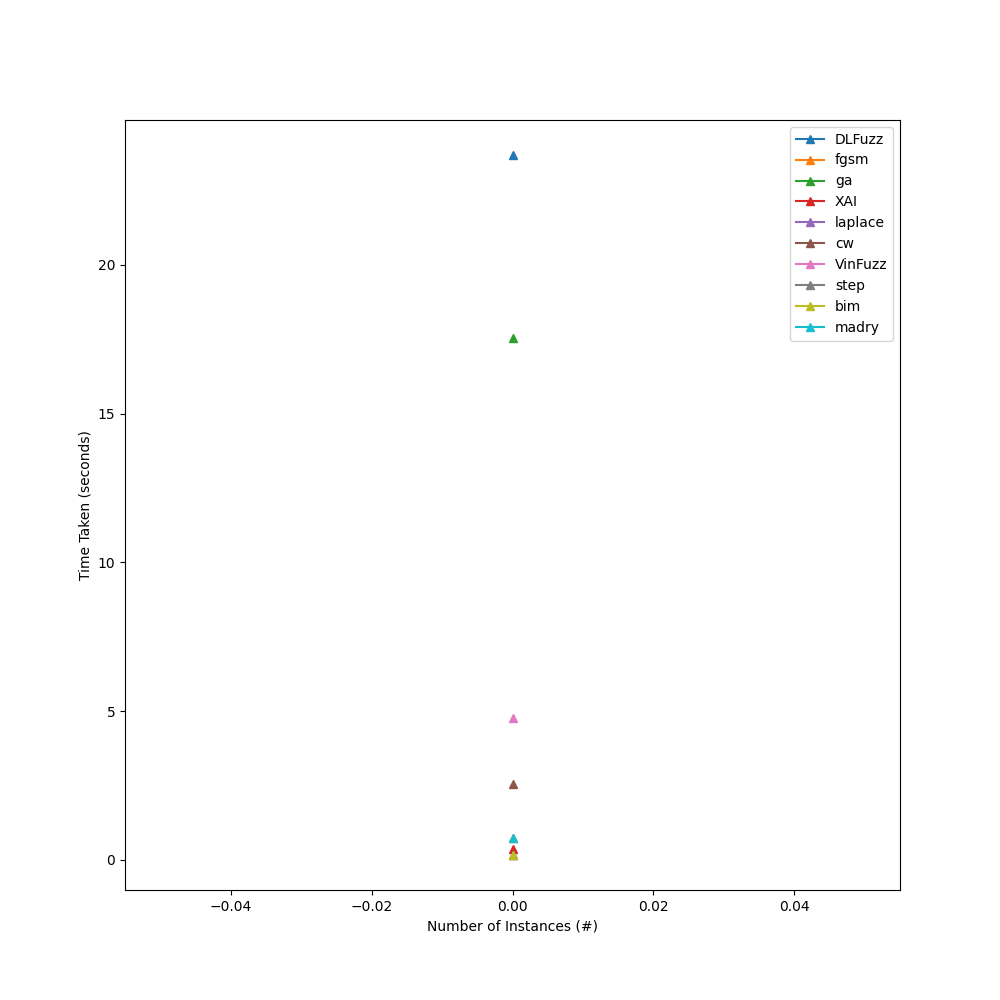 DLFuzz
fgsm
ga
XAI
laplace
cw
VinFuzz
step
bim
madry
20
15
10
5
0
Time Taken (seconds)
−0.04 −0.02 0.00 0.02 0.04
Number of Instances (#)